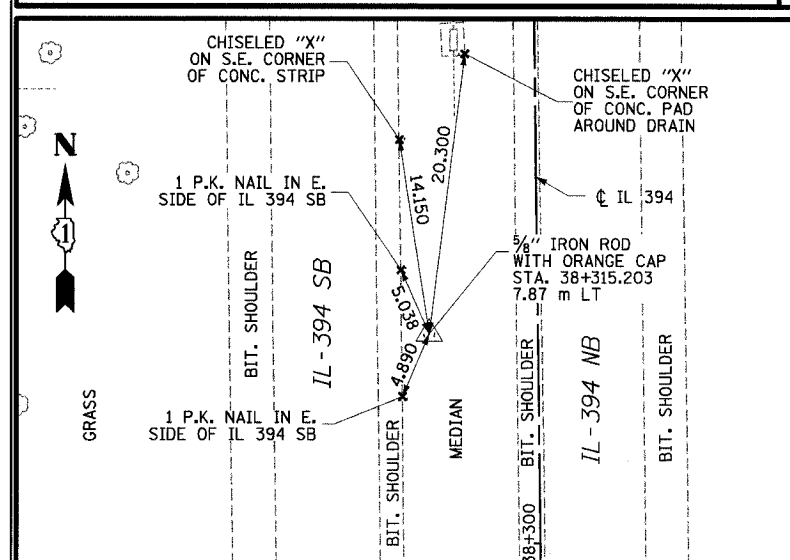 CHISELED "X"
ON S.E. CORNER
OF CONC. STRIP
CHISELED "X"
ON S.E. CORNER
OF CONC. PAD
AROUND DRAIN
N
1
20.300
14.150
1 P.K. NAIL IN E.
SIDE OF IL 394 SB
℄ IL 394
5/8" IRON ROD
WITH ORANGE CAP
STA. 38+315.203
7.87 m LT
5.038
4.890
1 P.K. NAIL IN E.
SIDE OF IL 394 SB
GRASS
BIT. SHOULDER
IL-394 SB
BIT. SHOULDER
MEDIAN
BIT. SHOULDER
38+300
IL-394 NB
BIT. SHOULDER